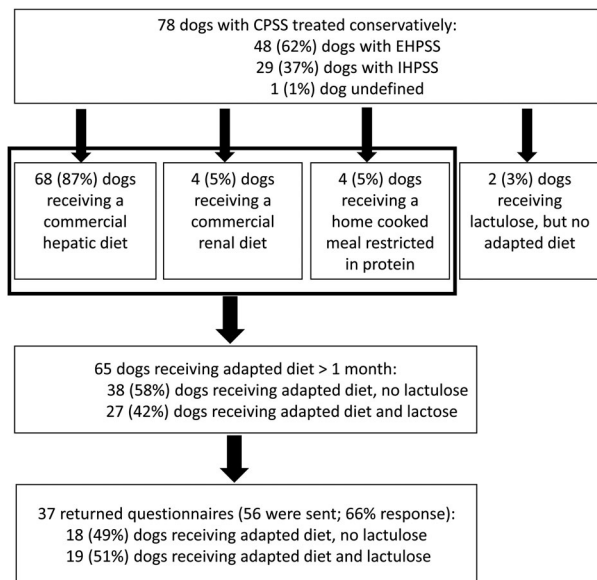 78 dogs with CPSS treated conservatively:
48 (62%) dogs with EHPSS
29 (37%) dogs with IHPSS
1 (1%) dog undefined
68 (87%) dogs
receiving a
commercial
hepatic diet
4 (5%) dogs
receiving a
commercial
renal diet
4 (5%) dogs
receiving a
home cooked
meal restricted
in protein
2 (3%) dogs
receiving
lactulose, but no
adapted diet
65 dogs receiving adapted diet > 1 month:
38 (58%) dogs receiving adapted diet, no lactulose
27 (42%) dogs receiving adapted diet and lactose
37 returned questionnaires (56 were sent; 66% response):
18 (49%) dogs receiving adapted diet, no lactulose
19 (51%) dogs receiving adapted diet and lactulose